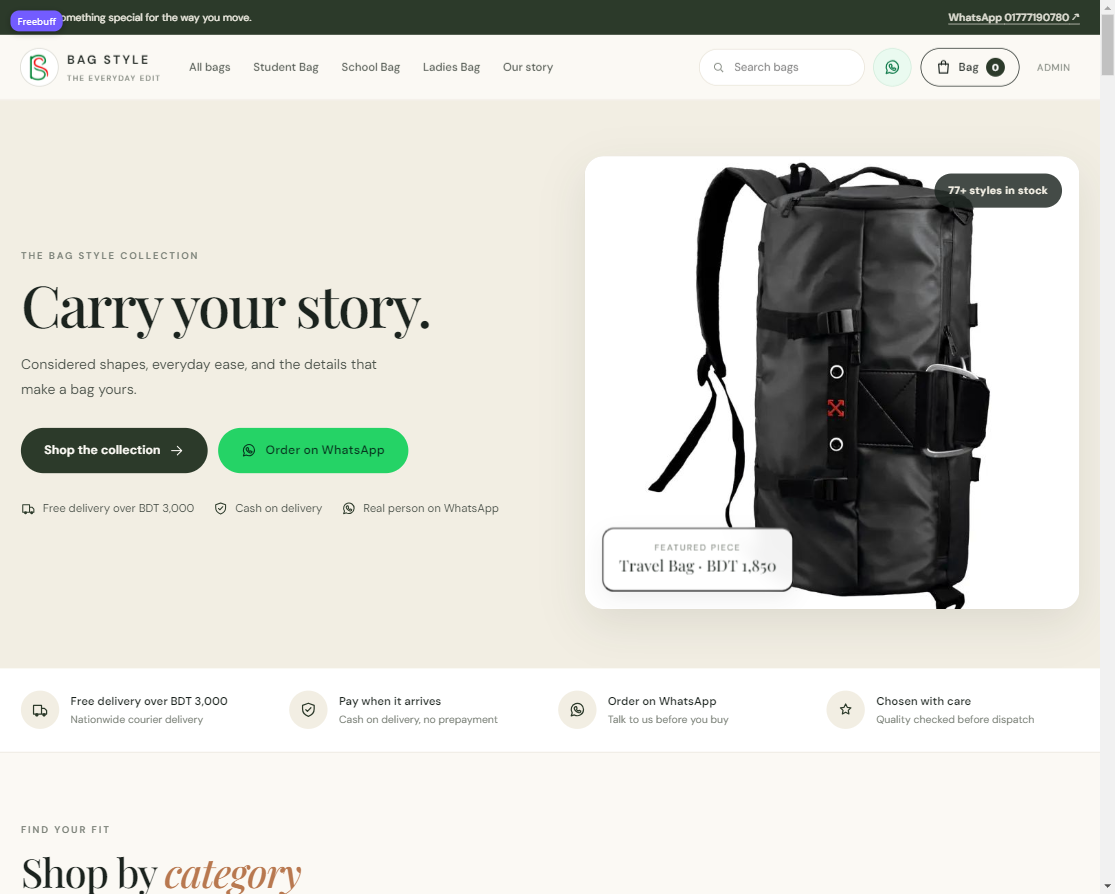 Freebuff
omething special for the way you move.
WhatsApp 01777190780 ↗
BAG STYLE
THE EVERYDAY EDIT
All bags
Student Bag
School Bag
Ladies Bag
Our story
Search bags
Bag 0
ADMIN
THE BAG STYLE COLLECTION
Carry your story.
Considered shapes, everyday ease, and the details that
make a bag yours.
Shop the collection →
Order on WhatsApp
Free delivery over BDT 3,000
Cash on delivery
Real person on WhatsApp
77+ styles in stock
FEATURED PIECE
Travel Bag · BDT 1,850
Free delivery over BDT 3,000
Nationwide courier delivery
Pay when it arrives
Cash on delivery, no prepayment
Order on WhatsApp
Talk to us before you buy
Chosen with care
Quality checked before dispatch
FIND YOUR FIT
Shop by category